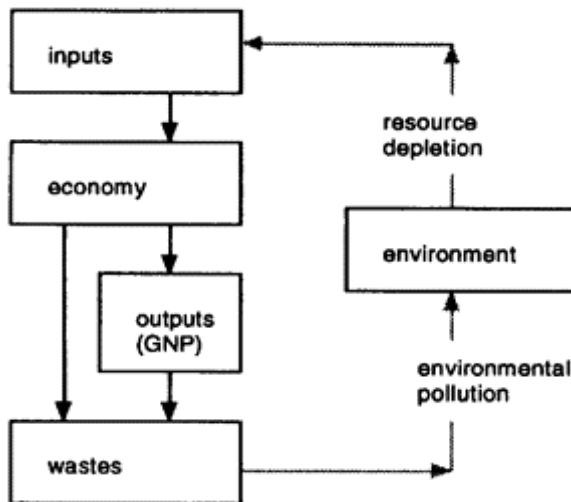 inputs
resource
depletion
economy
environment
outputs
(GNP)
environmental
pollution
wastes